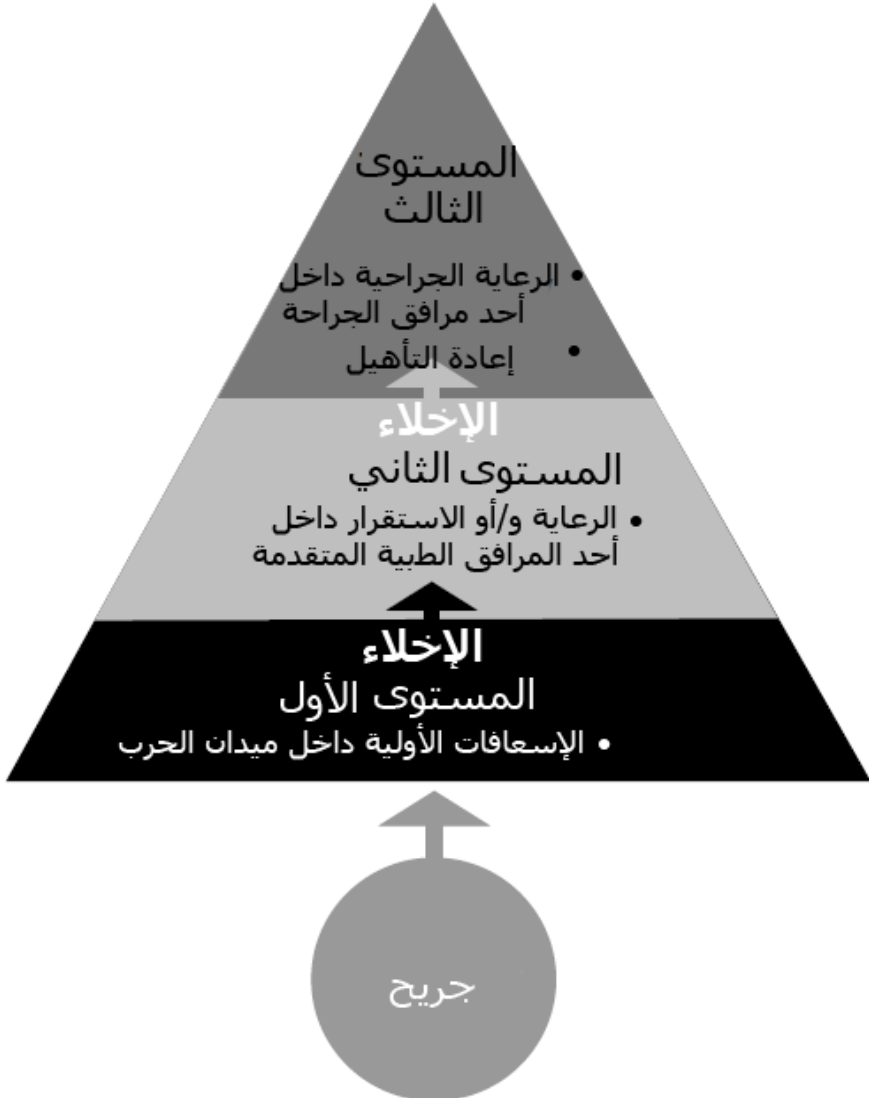 المستوى
الثالث
• الرعاية الجراحية داخل
أحد مرافق الجراحة
• إعادة التأهيل
الإخلاء
المستوى الثاني
• الرعاية و/أو الاستقرار داخل
أحد المرافق الطبية المتقدمة
الإخلاء
المستوى الأول
• الإسعافات الأولية داخل ميدان الحرب
جريح